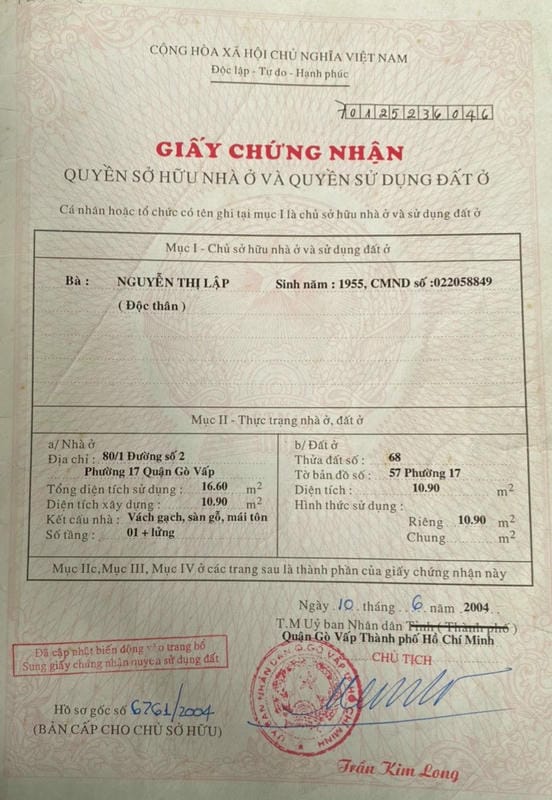 CỘNG HÒA XÃ HỘI CHỦ NGHĨA VIỆT NAM
Độc lập - Tự do - Hạnh phúc
70125236046
GIẤY CHỨNG NHẬN
QUYỀN SỞ HỮU NHÀ Ở VÀ QUYỀN SỬ DỤNG ĐẤT Ở
Cá nhân hoặc tổ chức có tên ghi tại mục I là chủ sở hữu nhà ở và sử dụng đất ở
Mục I - Chủ sở hữu nhà ở và sử dụng đất ở
Bà : NGUYỄN THỊ LẬP Sinh năm : 1955, CMND số :022058849
( Độc thân )
Mục II - Thực trạng nhà ở, đất ở
a/ Nhà ở
Địa chỉ : 80/1 Đường số 2
Phường 17 Quận Gò Vấp
Tổng diện tích sử dụng : 16.60 m2
Diện tích xây dựng : 10.90 m2
Kết cấu nhà : Vách gạch, sàn gỗ, mái tôn
Số tầng : 01 + lửng
b/ Đất ở
Thửa đất số : 68
Tờ bản đồ số : 57 Phường 17
Diện tích : 10.90 m2
Hình thức sử dụng :
Riêng 10.90 m2
Chung m2
Mục IIc, Mục III, Mục IV ở các trang sau là thành phần của giấy chứng nhận này
Ngày 10 tháng 6 năm 2004
T.M Uỷ ban Nhân dân Tỉnh ( Thành phố )
Quận Gò Vấp Thành phố Hồ Chí Minh
CHỦ TỊCH
Đã cập nhật biến động vào trang bổ
Sung giấy chứng nhận quyền sử dụng đất
Hồ sơ gốc số 6761/2004
(BẢN CẤP CHO CHỦ SỞ HỮU)
ỦY BAN NHÂN DÂN Q.GÒ VẤP T.P HỒ CHÍ MINH
Trần Kim Long